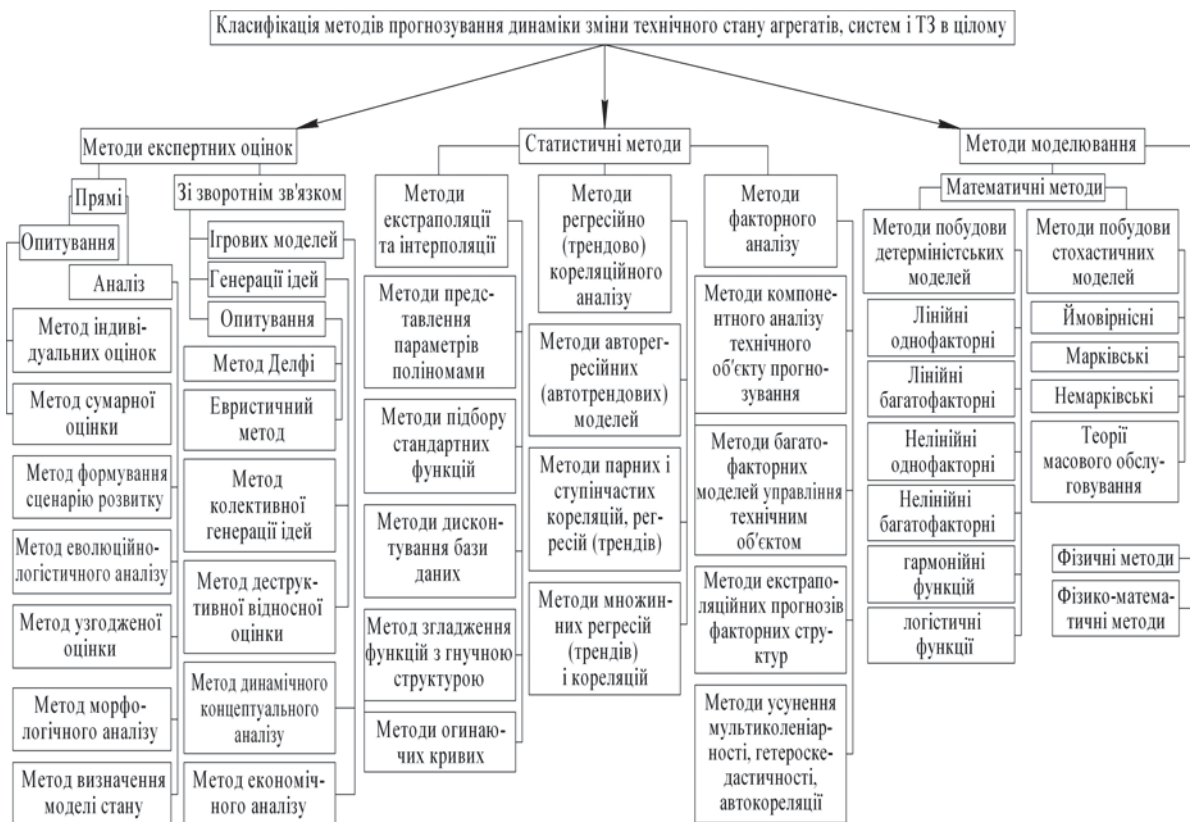 Класифікація методів прогнозування динаміки зміни технічного стану агрегатів, систем і ТЗ в цілому
Методи експертних оцінок
Прямі
Опитування
Аналіз
Метод індиві-
дуальних оцінок
Метод сумарної
оцінки
Метод формування
сценарію розвитку
Метод еволюційно-
логістичного аналізу
Метод узгодженої
оцінки
Метод морфо-
логічного аналізу
Метод визначення
моделі стану
Зі зворотнім зв'язком
Ігрових моделей
Генерації ідей
Опитування
Метод Делфі
Евристичний
метод
Метод
колективної
генерації ідей
Метод деструк-
тивної відносної
оцінки
Метод динамічного
концептуального
аналізу
Метод економіч-
ного аналізу
Статистичні методи
Методи
екстраполяції
та інтерполяції
Методи предс-
тавлення
параметрів
поліномами
Методи підбору
стандартних
функцій
Методи дискон-
тування бази
даних
Метод згладження
функцій з гнучною
структурою
Методи огинаю-
чих кривих
Методи
регресійно
(трендово)
кореляційного
аналізу
Методи авторег-
ресійних
(автотрендових)
моделей
Методи парних і
ступінчастих
кореляцій, рег-
ресій (трендів)
Методи множин-
них регресій
(трендів)
і кореляцій
Методи
факторного
аналізу
Методи компоне-
нтного аналізу
технічного
об'єкту прогно-
зування
Методи багато-
факторних
моделей управління
технічним
об'єктом
Методи екстрапо-
ляційних прогнозів
факторних стру-
ктур
Методи усунення
мультиколеніар-
ності, гетероске-
дастичності,
автокореляції
Методи моделювання
Математичні методи
Методи побудови
детерміністських
моделей
Лінійні
однофакторні
Лінійні
багатофакторні
Нелінійні
однофакторні
Нелінійні
багатофакторні
гармонійні
функцій
логістичні
функції
Методи побудови
стохастичних
моделей
Ймовірнісні
Марківські
Немарківські
Теорії
масового обслу-
говування
Фізичні методи
Фізико-матема-
тичні методи